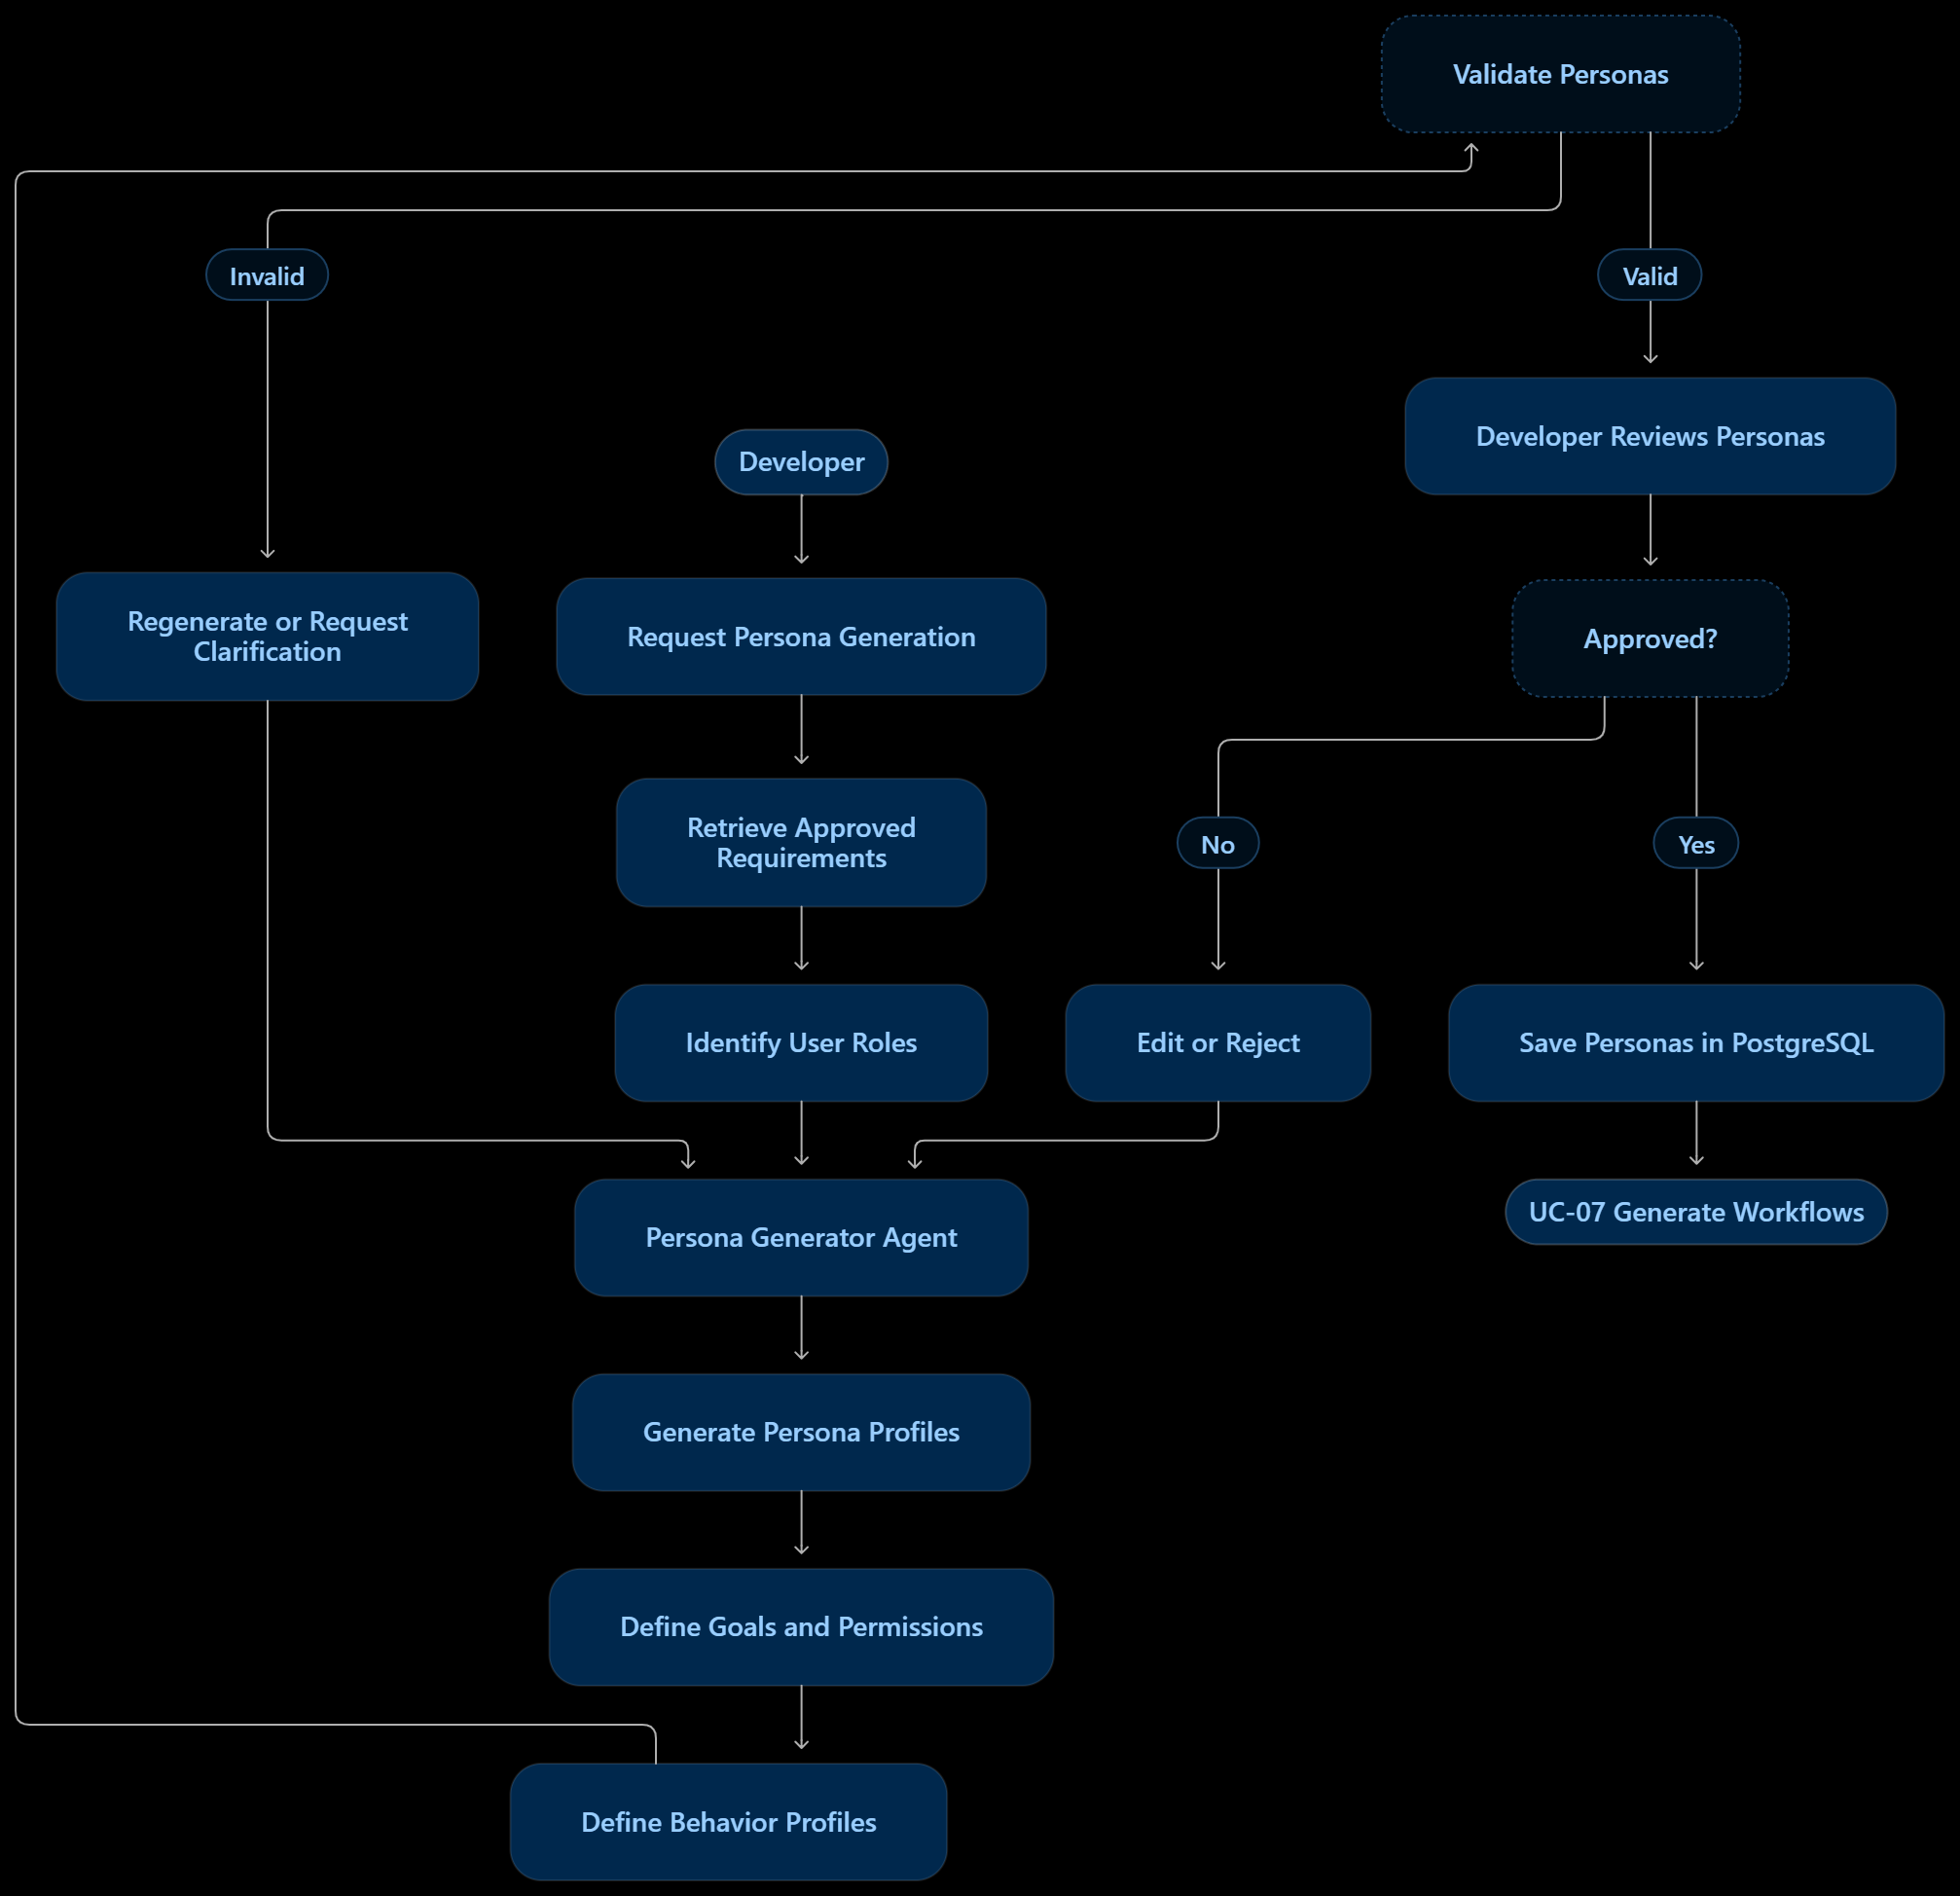 Validate Personas
Invalid
Valid
Developer Reviews Personas
Developer
Regenerate or Request
Clarification
Request Persona Generation
Approved?
Retrieve Approved
Requirements
No
Yes
Identify User Roles
Edit or Reject
Save Personas in PostgreSQL
Persona Generator Agent
UC-07 Generate Workflows
Generate Persona Profiles
Define Goals and Permissions
Define Behavior Profiles